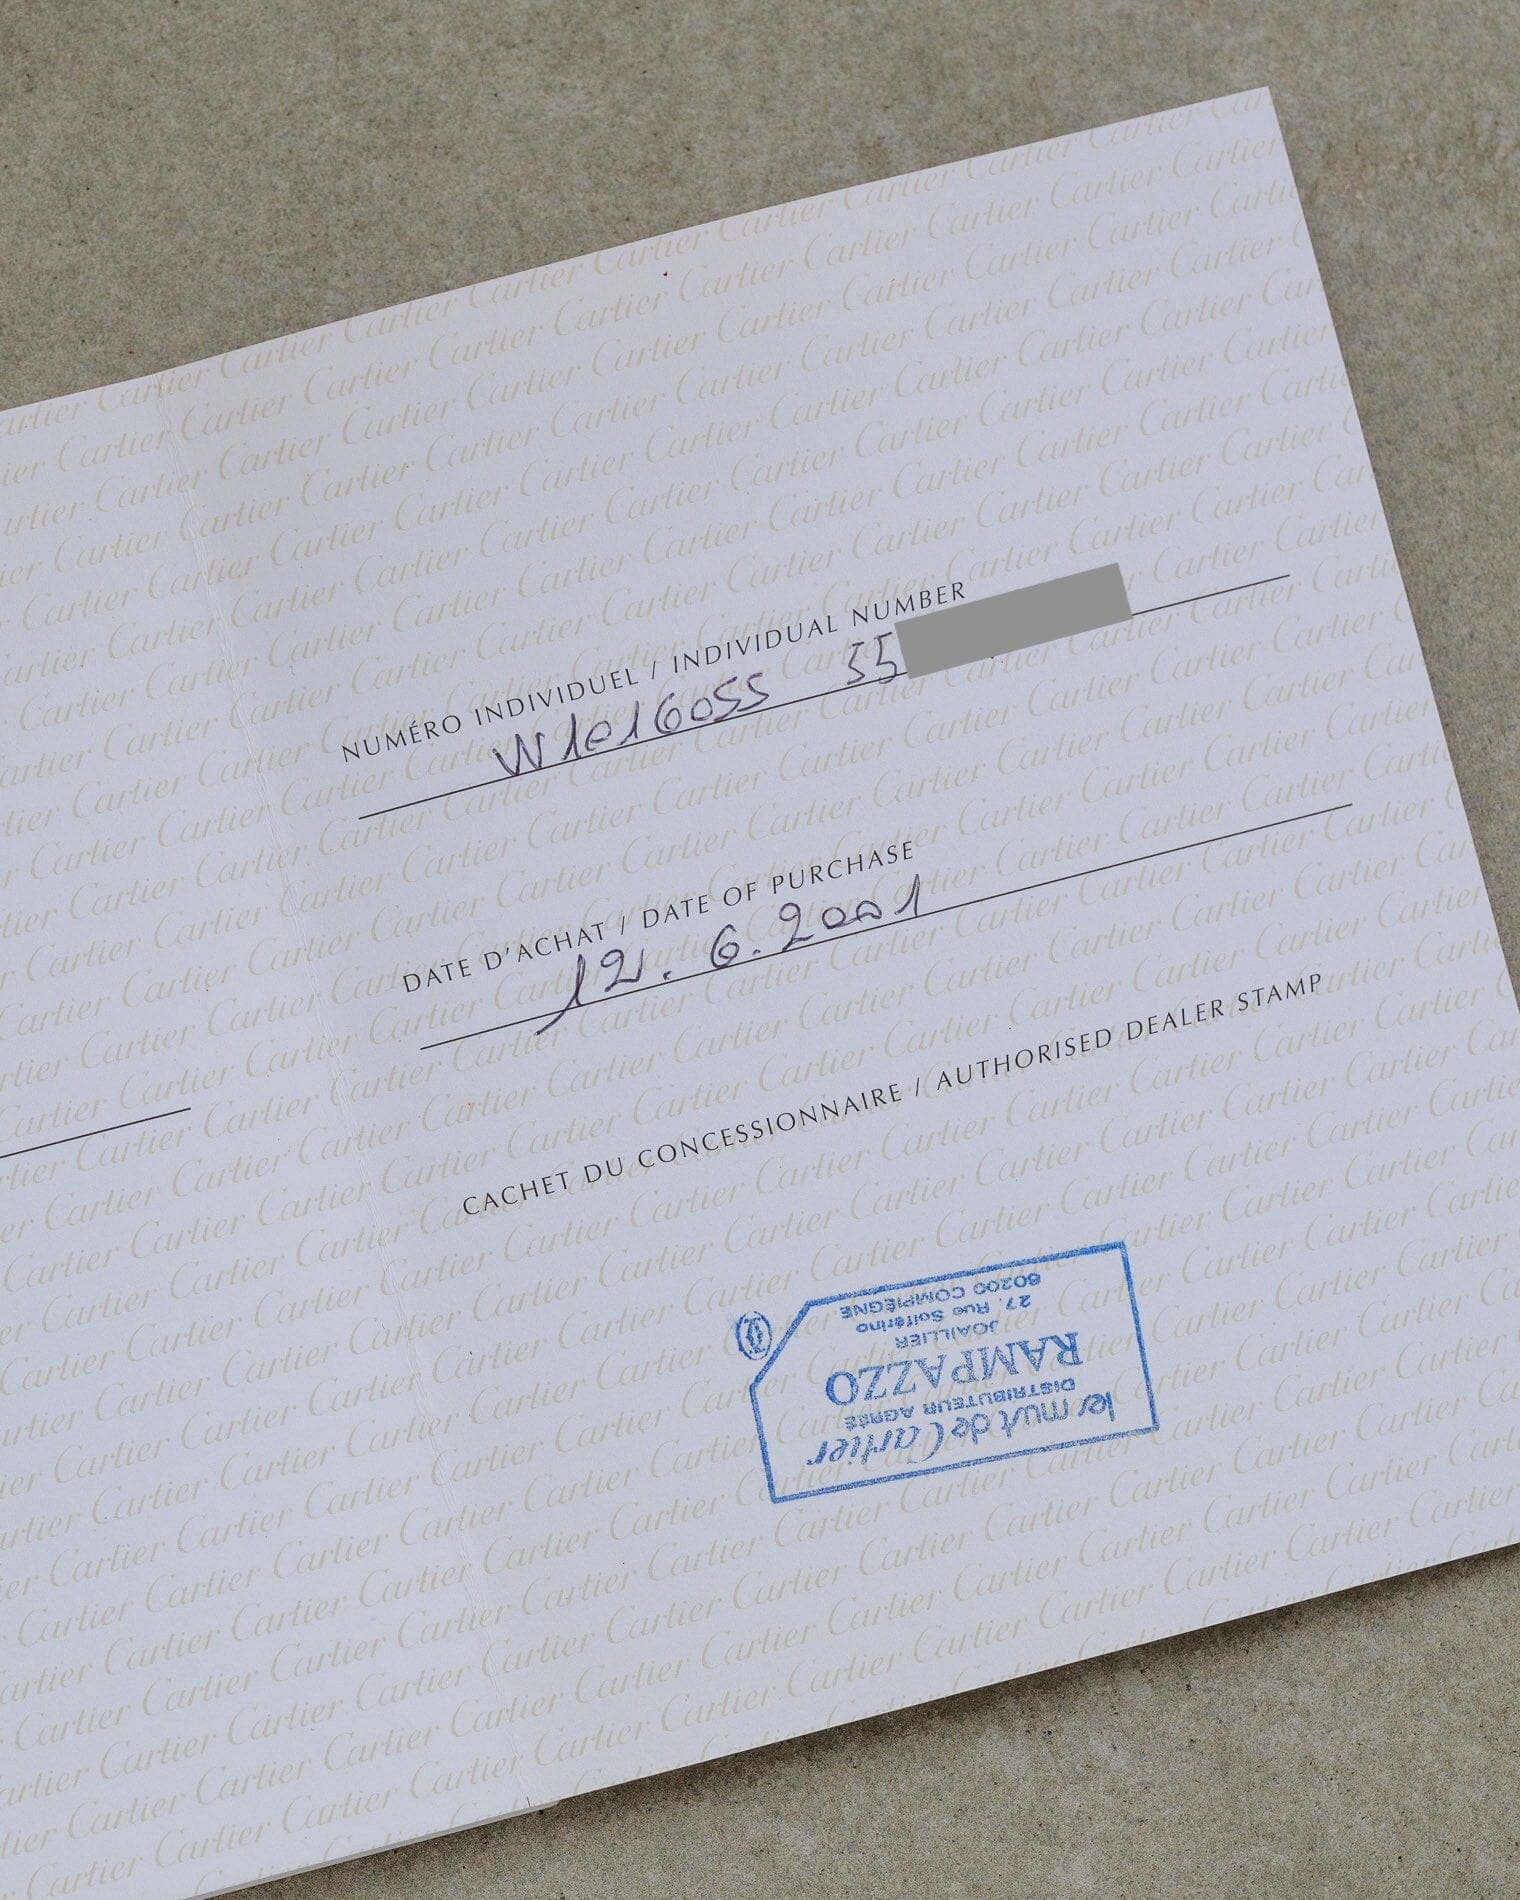 NUMÉRO INDIVIDUEL / INDIVIDUAL NUMBER
W1016055 55
DATE D'ACHAT / DATE OF PURCHASE
12.6.2001
CACHET DU CONCESSIONNAIRE / AUTHORISED DEALER STAMP
les must de Cartier
DISTRIBUTEUR AGRÉÉ
RAMPAZZO
JOAILLIER
27, Rue Solférino
60200 COMPIÈGNE
Cartier